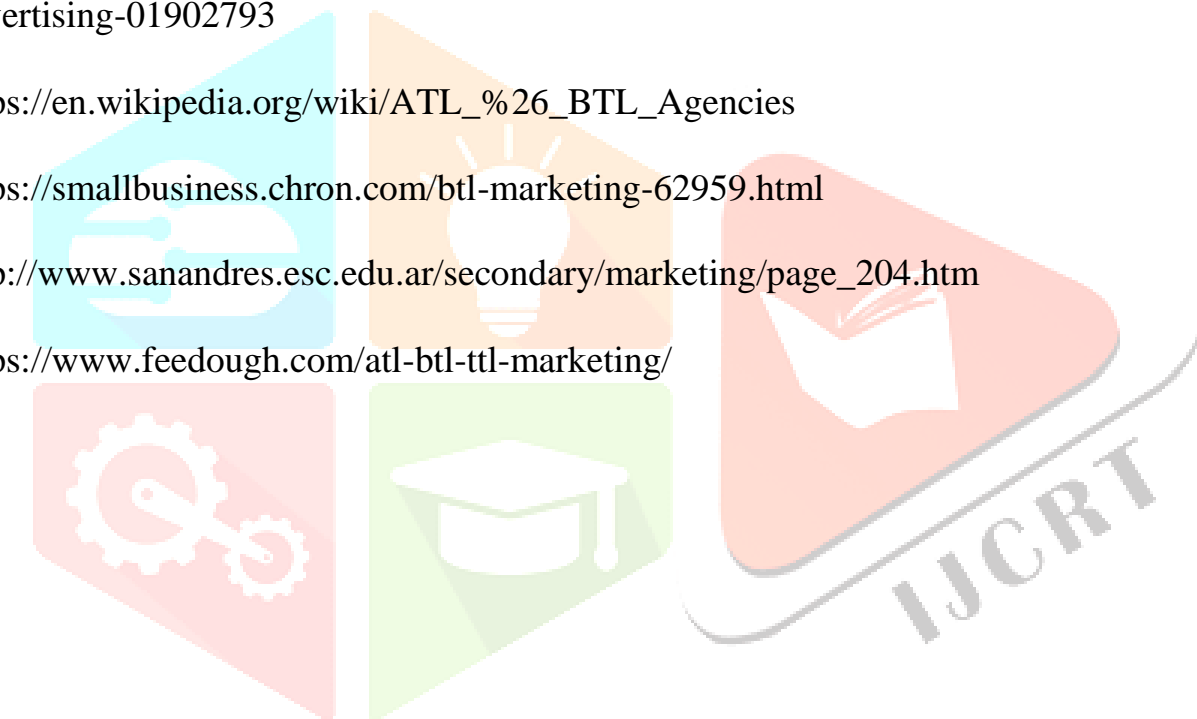 vertising-01902793
ps://en.wikipedia.org/wiki/ATL_%26_BTL_Agencies
ps://smallbusiness.chron.com/btl-marketing-62959.html
p://www.sanandres.esc.edu.ar/secondary/marketing/page_204.htm
ps://www.feedough.com/atl-btl-ttl-marketing/
IJCRT